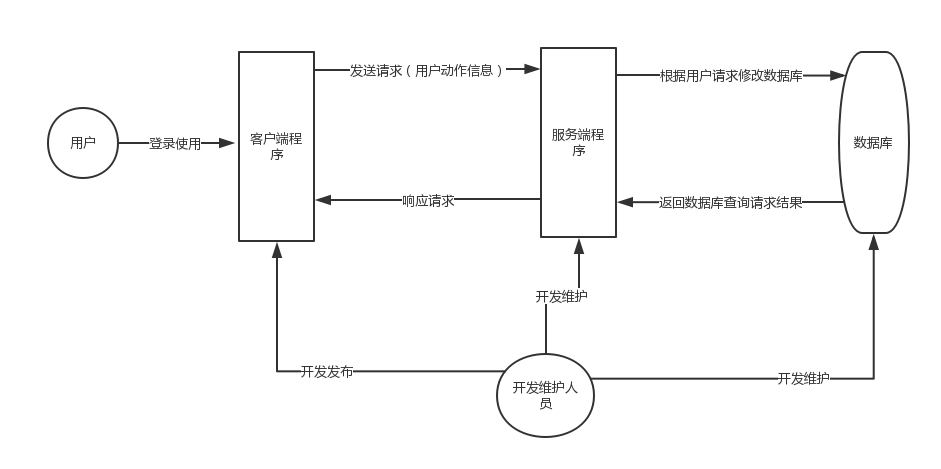 发送请求（用户动作信息）
根据用户请求修改数据库
用户
登录使用
客户端程
序
服务端程
序
数据库
响应请求
返回数据库查询请求结果
开发维护
开发发布
开发维护人
员
开发维护